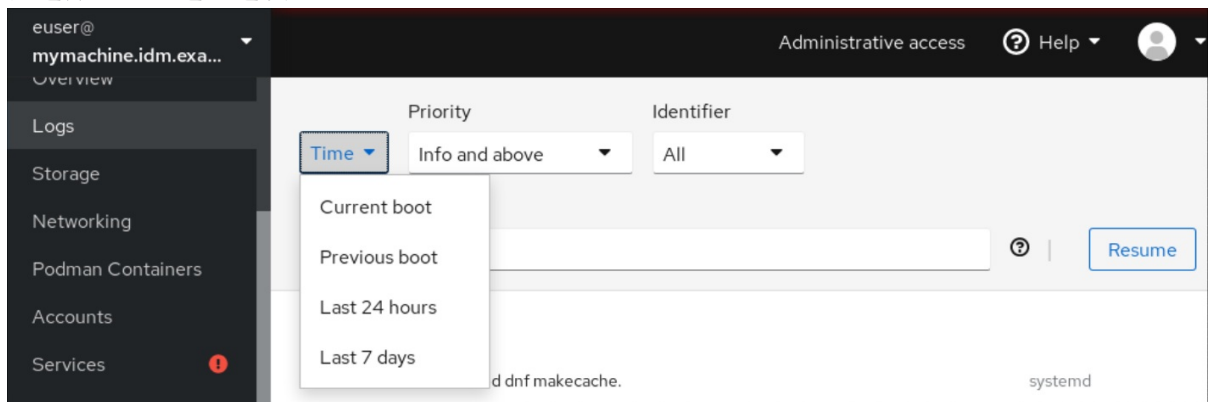 euser@
mymachine.idm.exa...
Administrative access
Help
Overview
Logs
Storage
Networking
Podman Containers
Accounts
Services
Priority
Identifier
Time
Info and above
All
Current boot
Previous boot
Last 24 hours
Last 7 days
Resume
d dnf makecache.
systemd